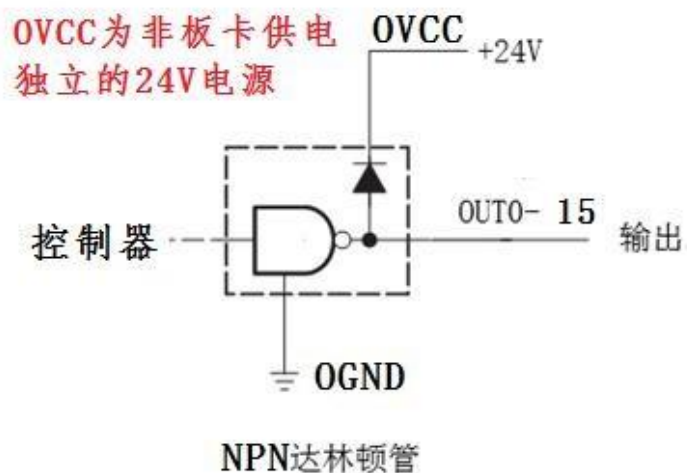 OVCC为非板卡供电
独立的24V电源
OVCC
+24V
控制器
OUT0- 15
输出
OGND
NPN达林顿管